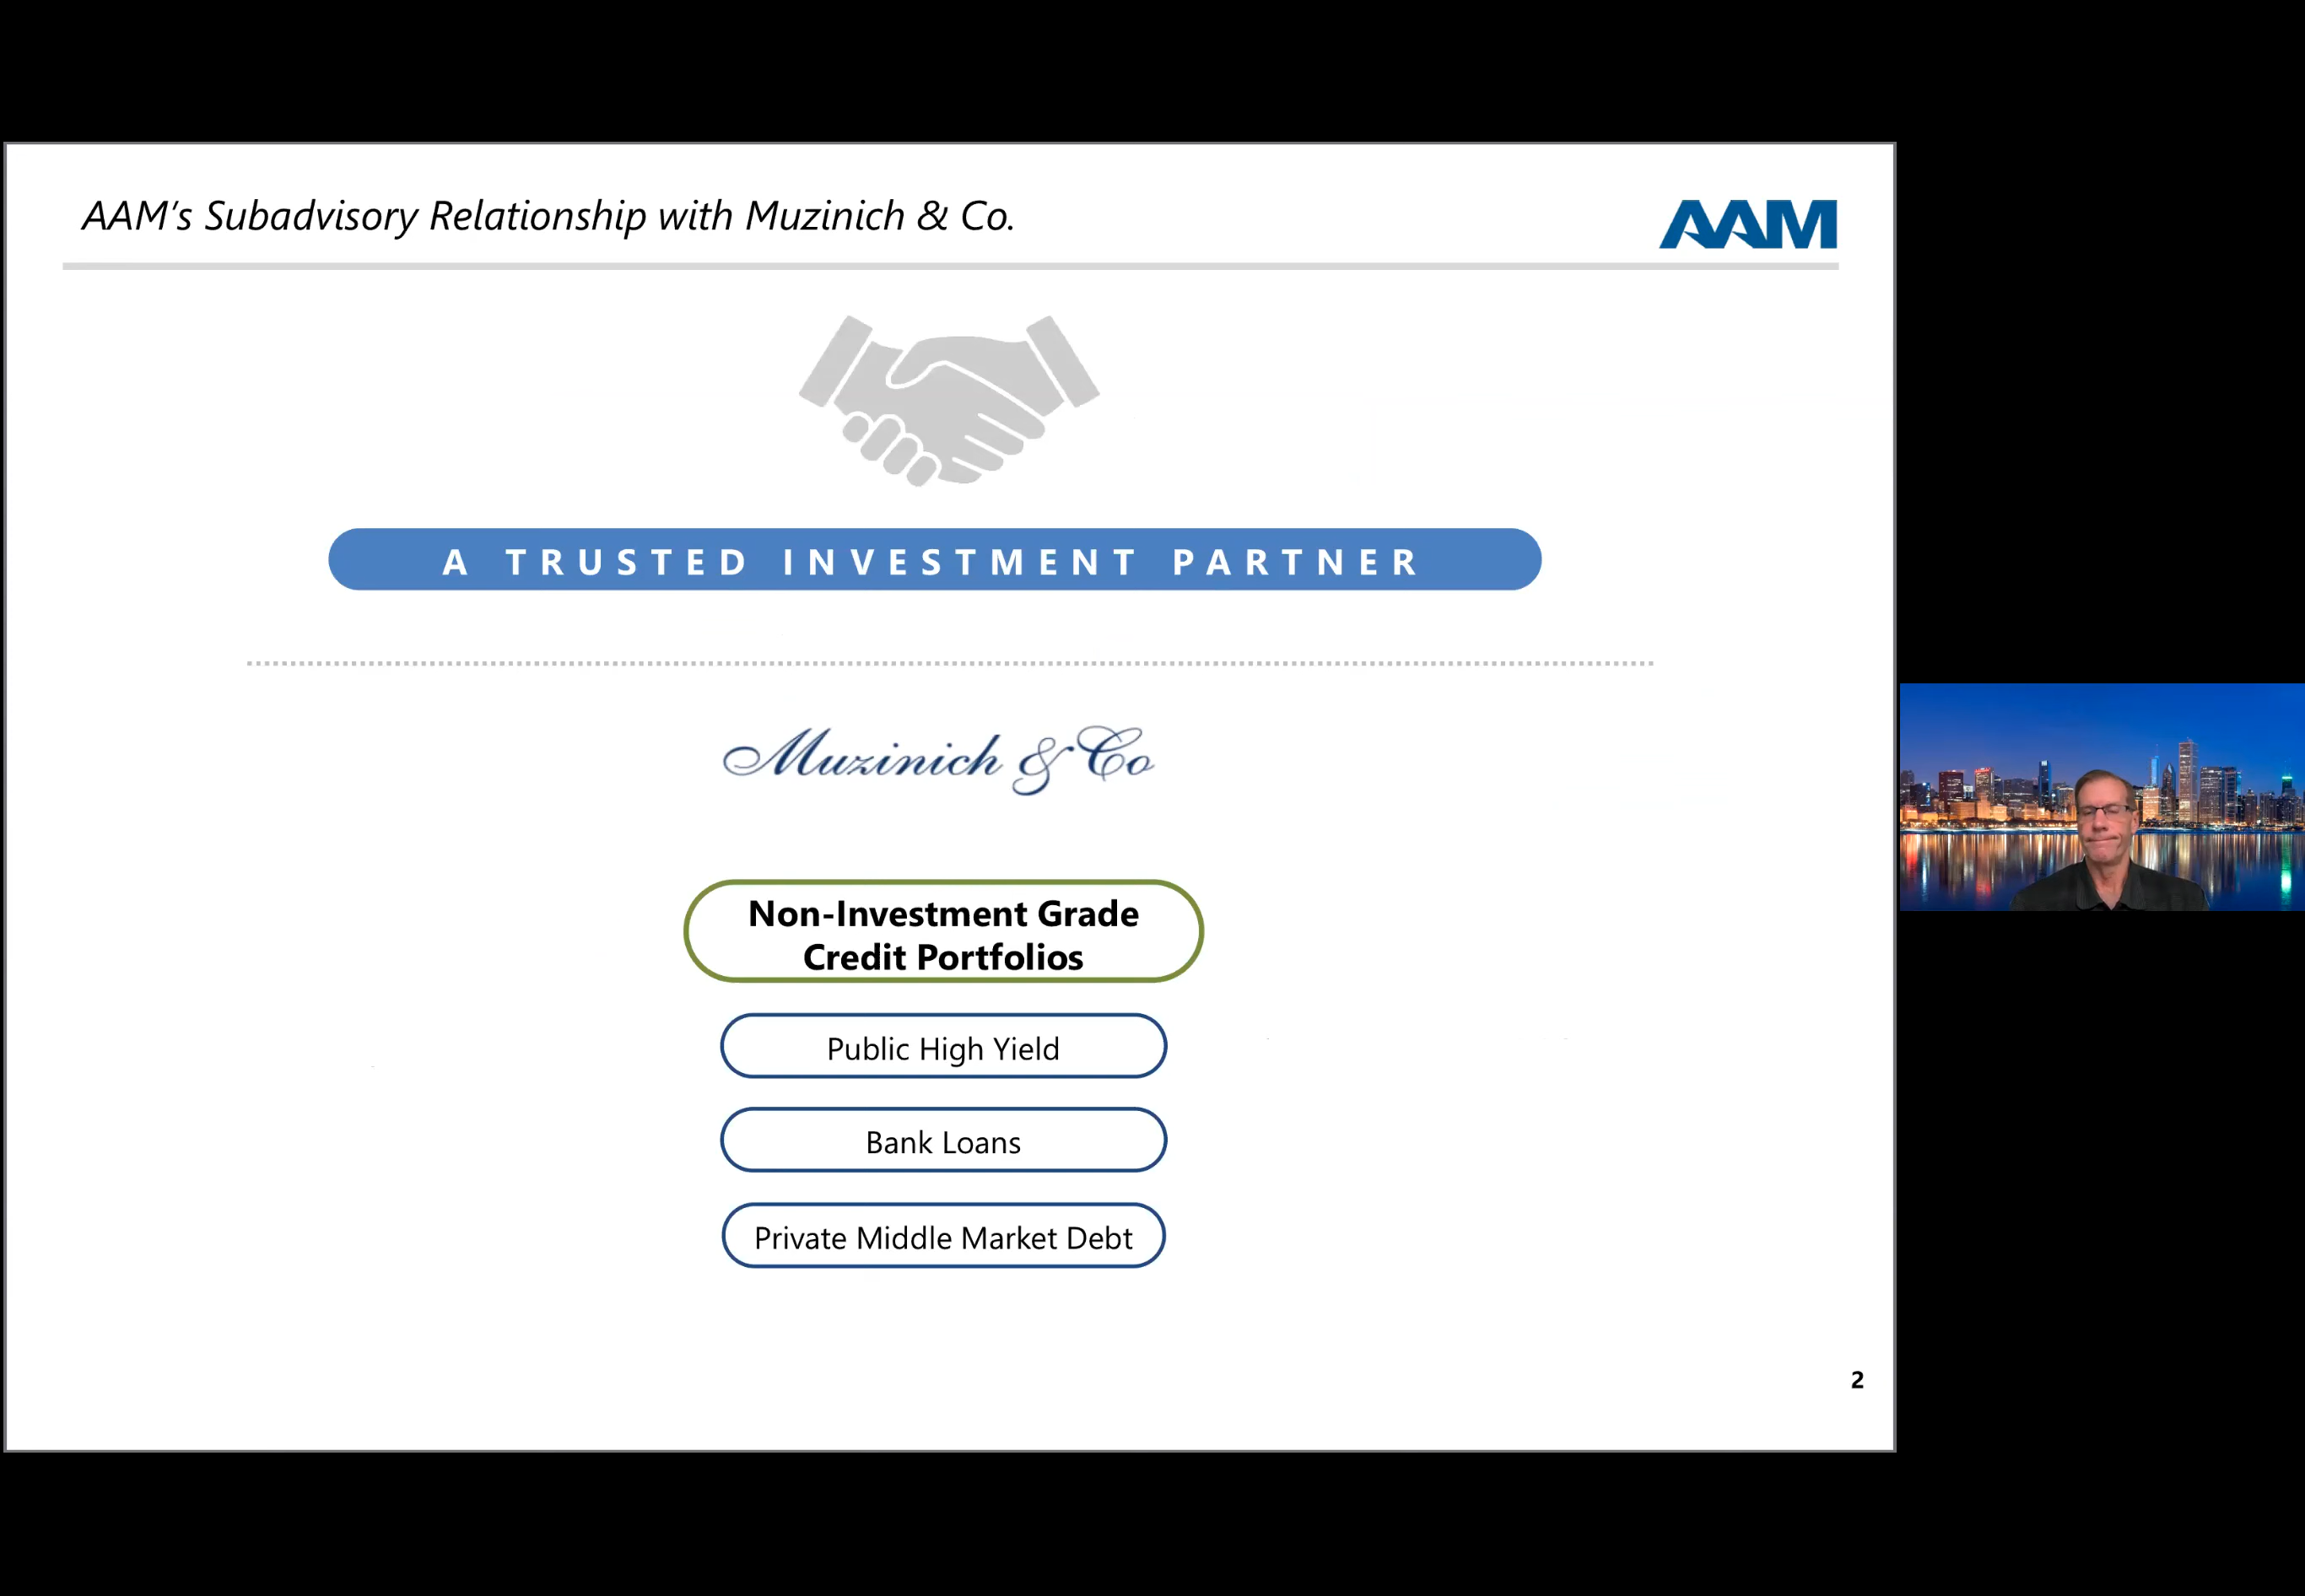 AAM's Subadvisory Relationship with Muzinich & Co.
AAM
A TRUSTED INVESTMENT PARTNER
Muzinich & Co
Non-Investment Grade
Credit Portfolios
Public High Yield
Bank Loans
Private Middle Market Debt
2